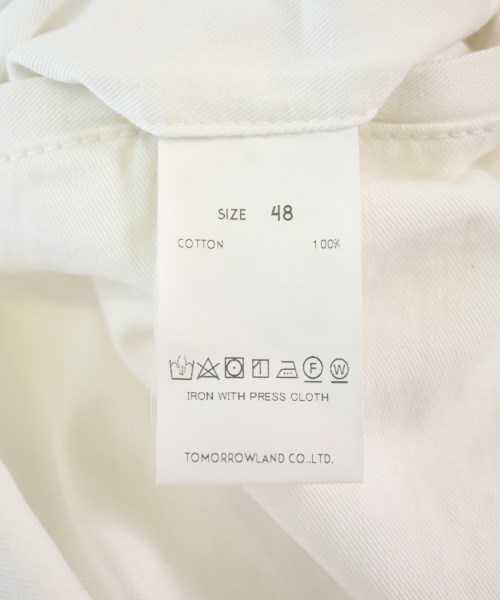 SIZE 48
COTTON 100%
F W
IRON WITH PRESS CLOTH
TOMORROWLAND CO.,LTD.